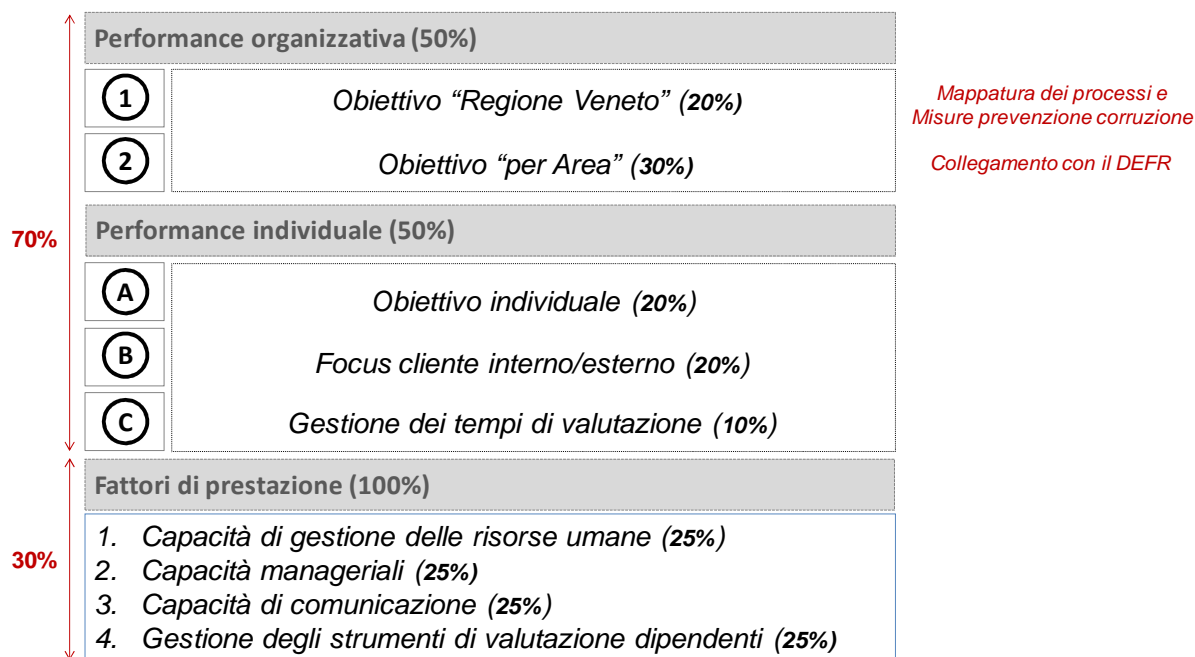 Performance organizzativa (50%)
1
Obiettivo “Regione Veneto” (20%)
Mappatura dei processi e
Misure prevenzione corruzione
2
Obiettivo “per Area” (30%)
Collegamento con il DEFR
70%
Performance individuale (50%)
A
Obiettivo individuale (20%)
B
Focus cliente interno/esterno (20%)
C
Gestione dei tempi di valutazione (10%)
Fattori di prestazione (100%)
30%
1. Capacità di gestione delle risorse umane (25%)
2. Capacità manageriali (25%)
3. Capacità di comunicazione (25%)
4. Gestione degli strumenti di valutazione dipendenti (25%)